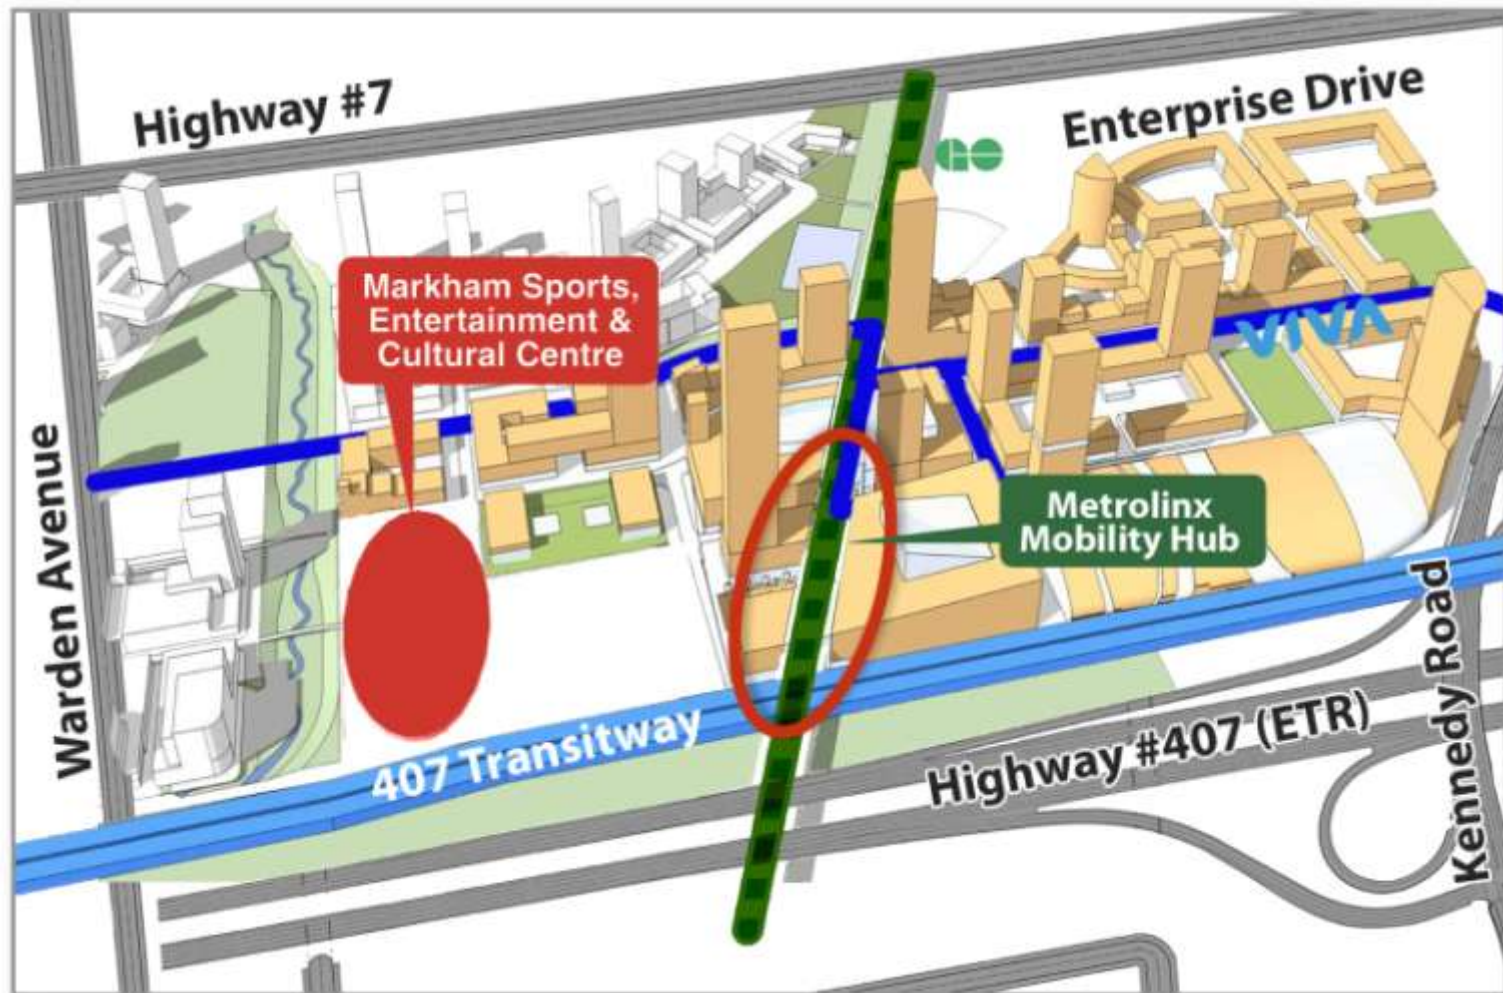 Highway #7
Enterprise Drive
GO
Markham Sports,
Entertainment &
Cultural Centre
VIVA
Warden Avenue
Metrolinx
Mobility Hub
407 Transitway
Highway #407 (ETR)
Kennedy Road